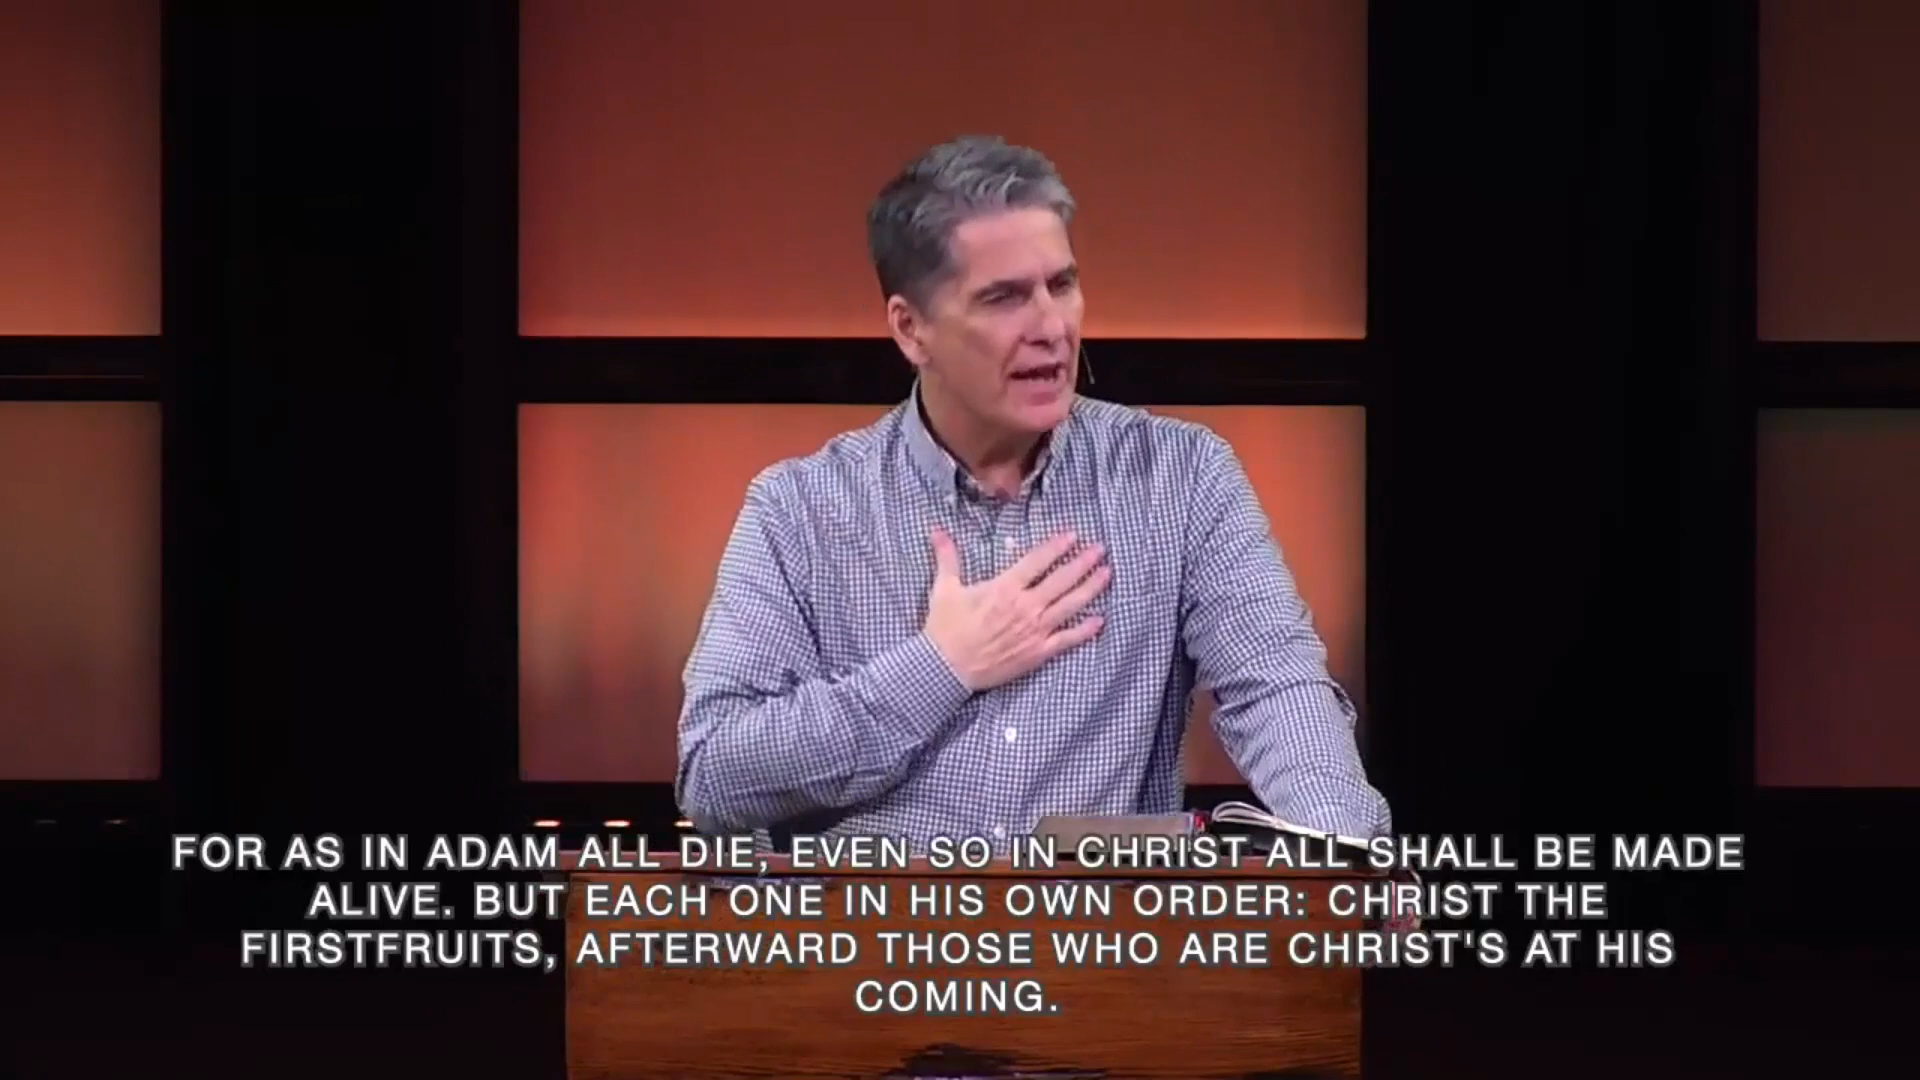 FOR AS IN ADAM ALL DIE, EVEN SO IN CHRIST ALL SHALL BE MADE
ALIVE. BUT EACH ONE IN HIS OWN ORDER: CHRIST THE
FIRSTFRUITS, AFTERWARD THOSE WHO ARE CHRIST'S AT HIS
COMING.